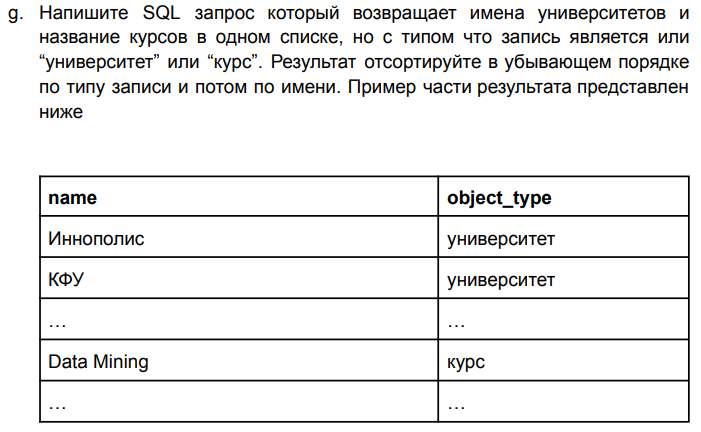 g. Напишите SQL запрос который возвращает имена университетов и
название курсов в одном списке, но с типом что запись является или
“университет” или “курс”. Результат отсортируйте в убывающем порядке
по типу записи и потом по имени. Пример части результата представлен
ниже
name object_type
Иннополис университет
КФУ университет
… …
Data Mining курс
… …